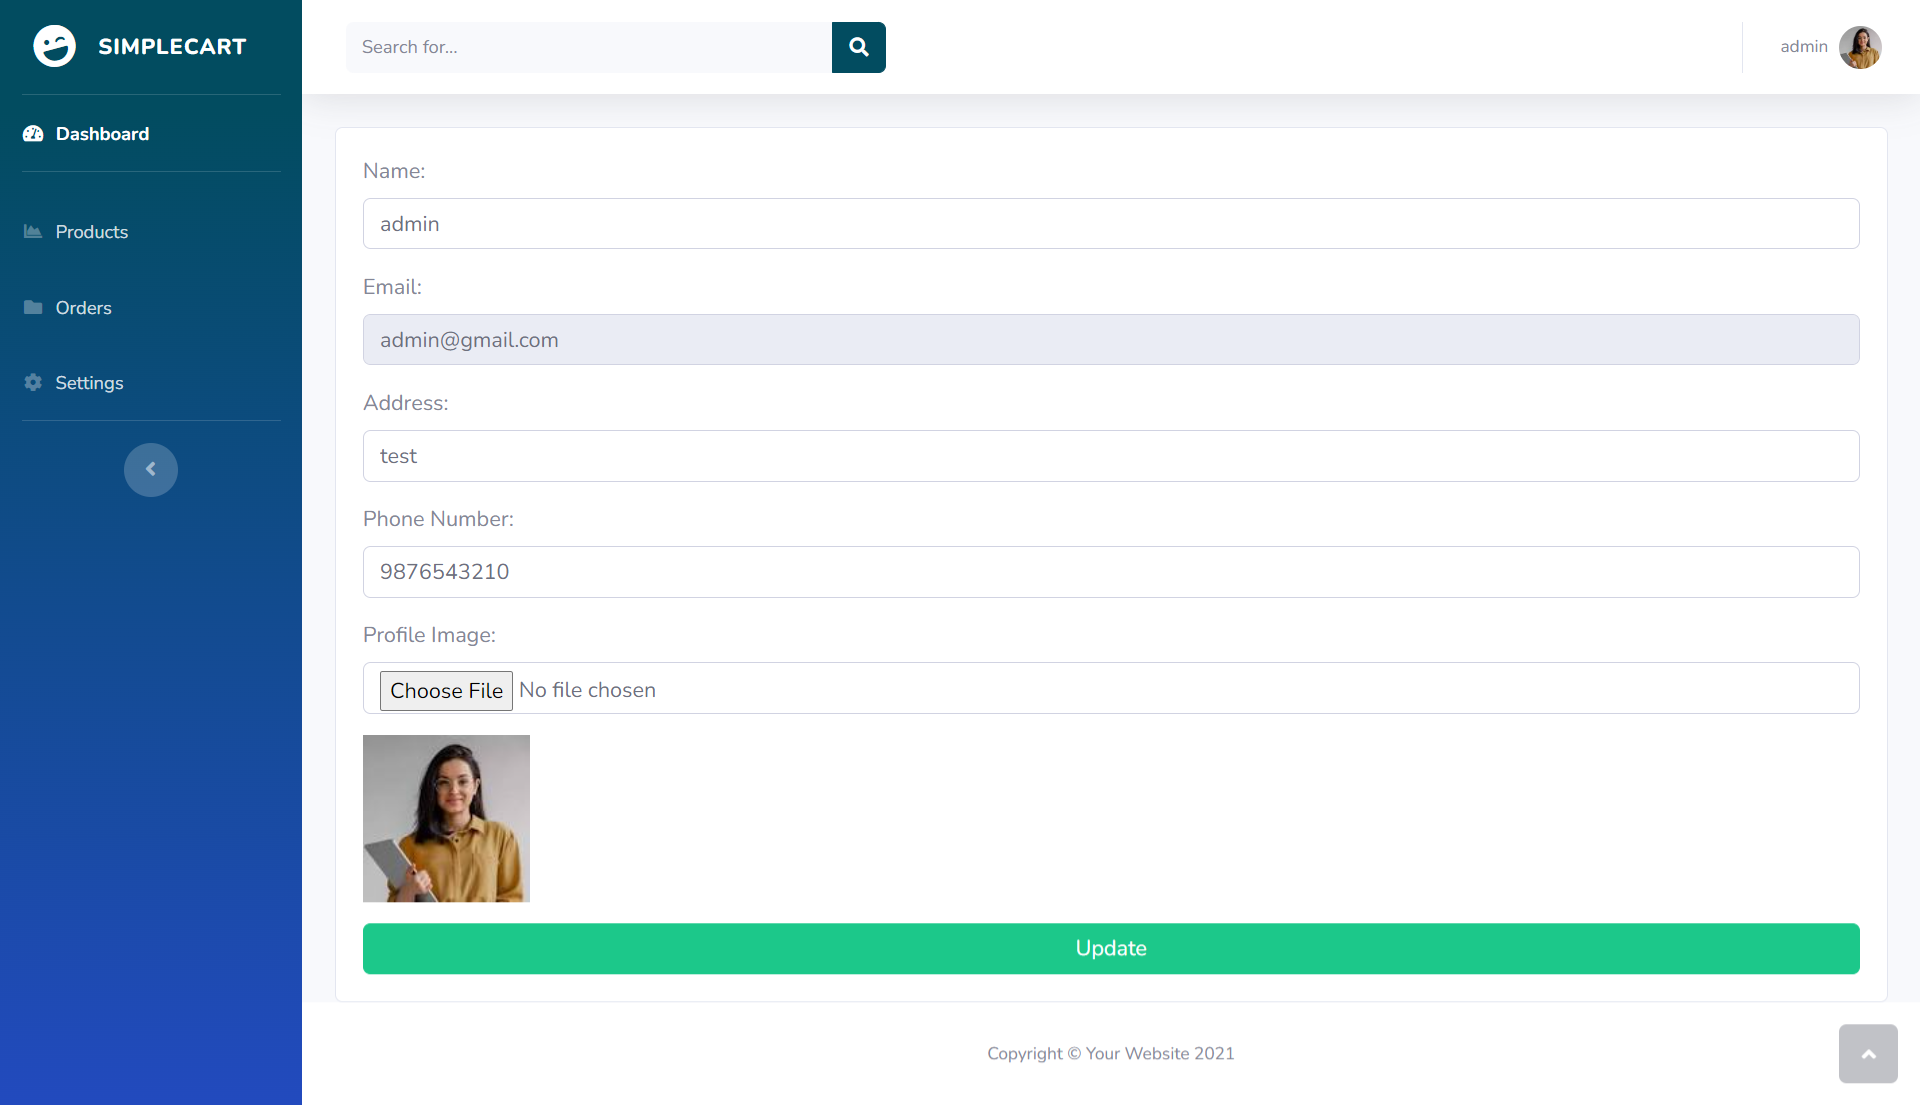 SIMPLECART
Search for...
admin
Dashboard
Products
Orders
Settings
Name:
admin
Email:
admin@gmail.com
Address:
test
Phone Number:
9876543210
Profile Image:
Choose File No file chosen
Update
Copyright © Your Website 2021